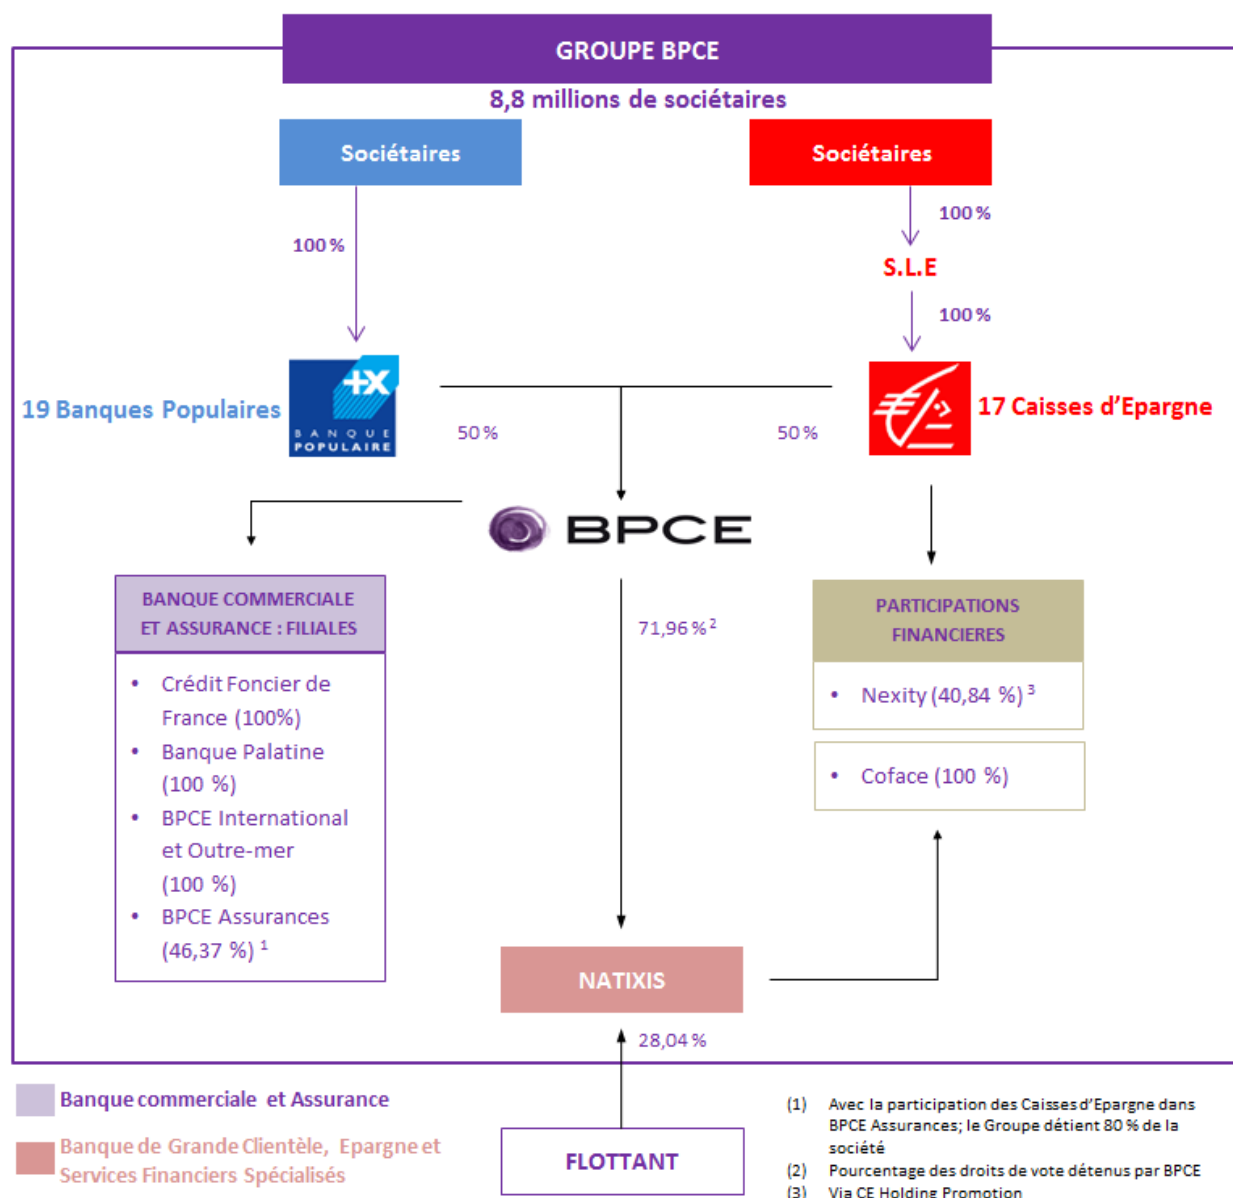 GROUPE BPCE
8,8 millions de sociétaires
Sociétaires
Sociétaires
100 %
100 %
S.L.E
100 %
19 Banques Populaires
+X
BANQUE
POPULAIRE
17 Caisses d’Epargne
50 %
50 %
BPCE
BANQUE COMMERCIALE
ET ASSURANCE : FILIALES
• Crédit Foncier de
France (100%)
• Banque Palatine
(100 %)
• BPCE International
et Outre-mer
(100 %)
• BPCE Assurances
(46,37 %) ¹
71,96 %²
PARTICIPATIONS
FINANCIERES
• Nexity (40,84 %) ³
• Coface (100 %)
NATIXIS
28,04 %
FLOTTANT
Banque commerciale et Assurance
Banque de Grande Clientèle, Epargne et
Services Financiers Spécialisés
(1) Avec la participation des Caisses d’Epargne dans
BPCE Assurances; le Groupe détient 80 % de la
société
(2) Pourcentage des droits de vote détenus par BPCE
(3) Via CE Holding Promotion